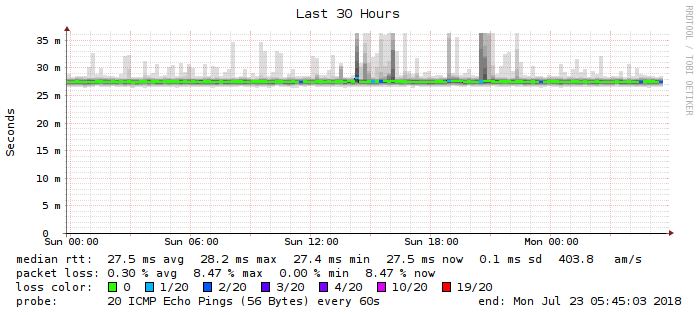 Last 30 Hours
RRDTOOL / TOBI OETIKER
Seconds
35 m
30 m
25 m
20 m
15 m
10 m
5 m
0
Sun 00:00 Sun 06:00 Sun 12:00 Sun 18:00 Mon 00:00
median rtt: 27.5 ms avg 28.2 ms max 27.4 ms min 27.5 ms now 0.1 ms sd 403.8 am/s
packet loss: 0.30 % avg 8.47 % max 0.00 % min 8.47 % now
loss color: 0 1/20 2/20 3/20 4/20 10/20 19/20
probe: 20 ICMP Echo Pings (56 Bytes) every 60s end: Mon Jul 23 05:45:03 2018